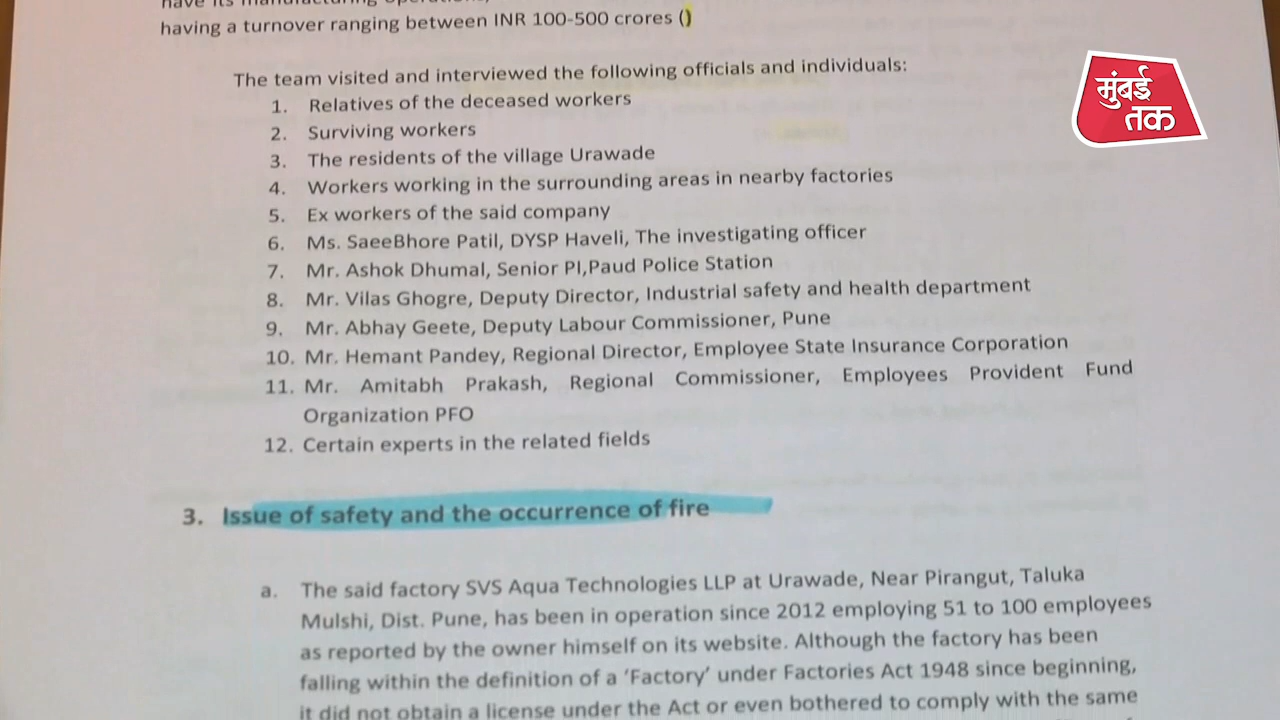 have its manufacturing
having a turnover ranging between INR 100-500 crores ()
मुंबई
तक
The team visited and interviewed the following officials and individuals:
1. Relatives of the deceased workers
2. Surviving workers
3. The residents of the village Urawade
4. Workers working in the surrounding areas in nearby factories
5. Ex workers of the said company
6. Ms. SaeeBhore Patil, DYSP Haveli, The investigating officer
7. Mr. Ashok Dhumal, Senior PI,Paud Police Station
8. Mr. Vilas Ghogre, Deputy Director, Industrial safety and health department
9. Mr. Abhay Geete, Deputy Labour Commissioner, Pune
10. Mr. Hemant Pandey, Regional Director, Employee State Insurance Corporation
11. Mr. Amitabh Prakash, Regional Commissioner, Employees Provident Fund
Organization PFO
12. Certain experts in the related fields
3. Issue of safety and the occurrence of fire
a. The said factory SVS Aqua Technologies LLP at Urawade, Near Pirangut, Taluka
Mulshi, Dist. Pune, has been in operation since 2012 employing 51 to 100 employees
as reported by the owner himself on its website. Although the factory has been
falling within the definition of a ‘Factory’ under Factories Act 1948 since beginning,
it did not obtain a license under the Act or even bothered to comply with the same